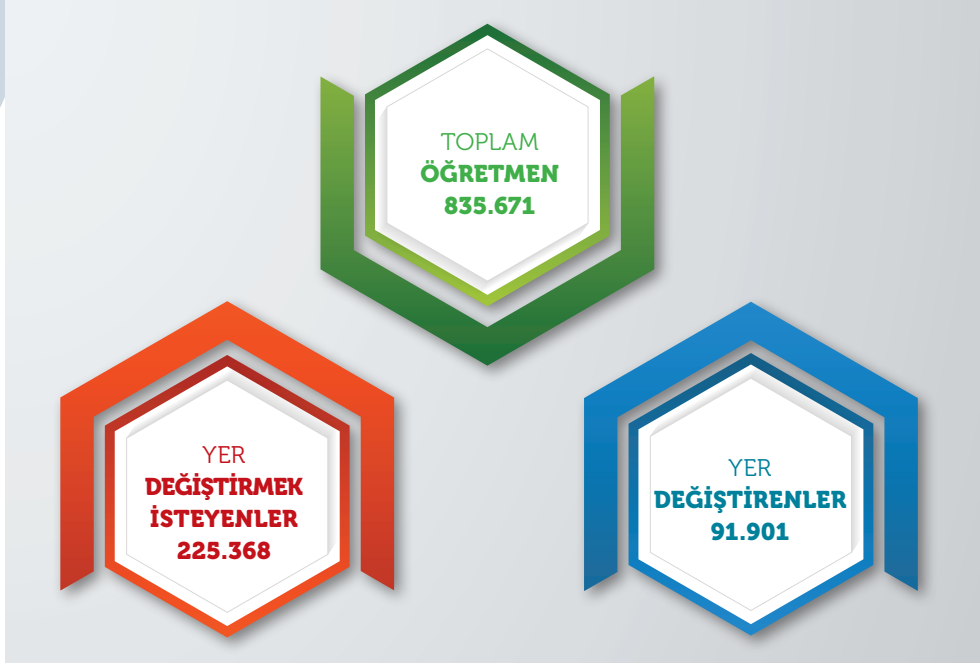 TOPLAM
ÖĞRETMEN
835.671
YER
DEĞİŞTİRMEK
İSTEYENLER
225.368
YER
DEĞİŞTİRENLER
91.901